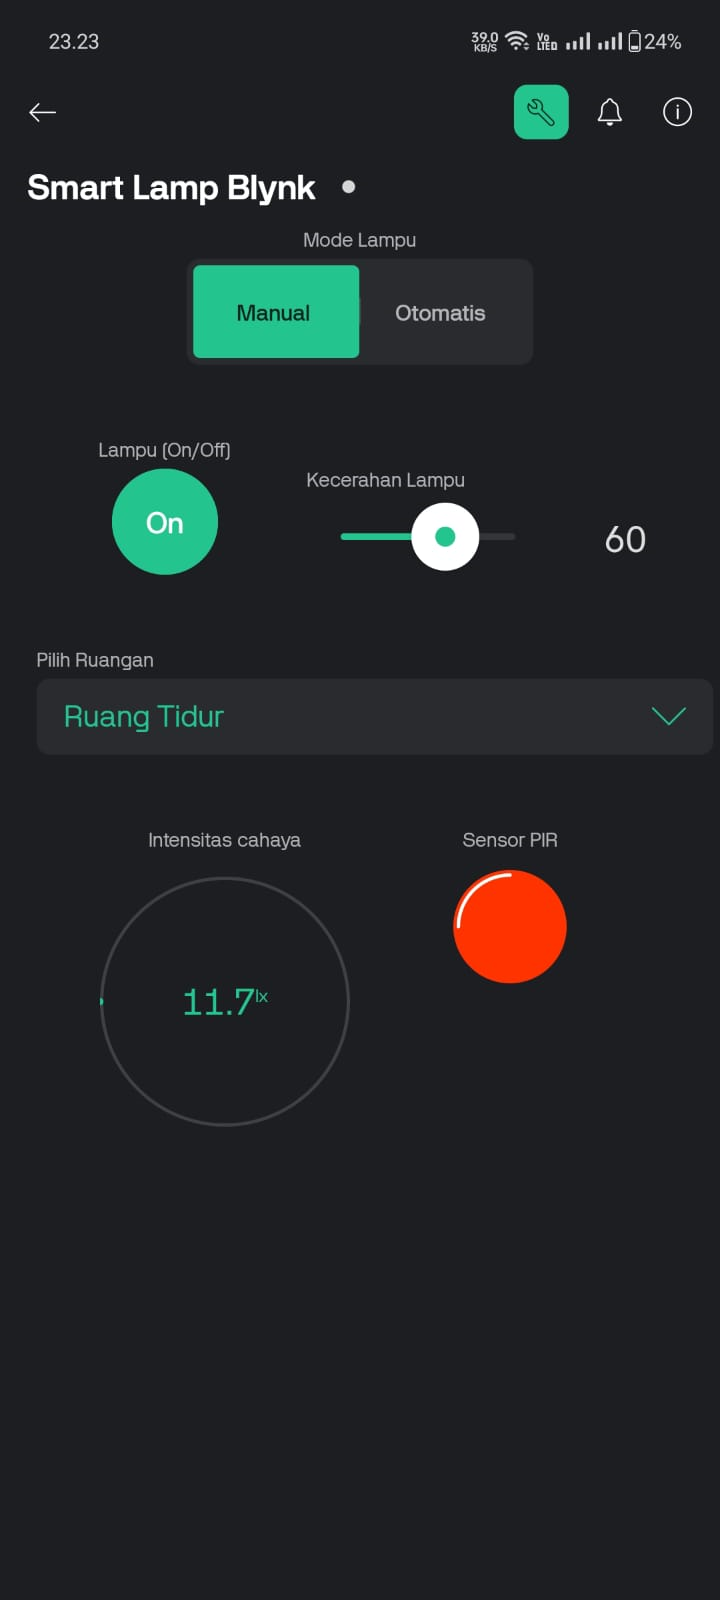 23.23
39.0 KB/S
Vo LTE
24%
Smart Lamp Blynk
Mode Lampu
Manual
Otomatis
Lampu (On/Off)
Kecerahan Lampu
On
60
Pilih Ruangan
Ruang Tidur
Intensitas cahaya
Sensor PIR
11.7lx